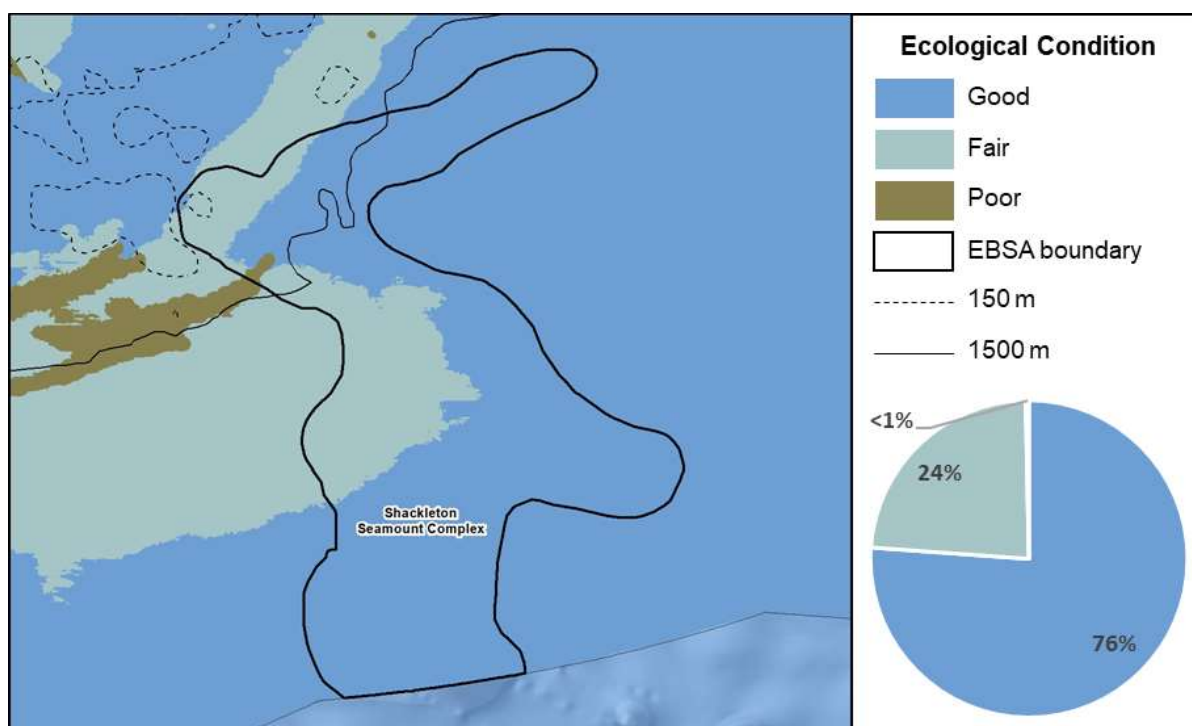 Shackleton
Seamount Complex
Ecological Condition
Good
Fair
Poor
EBSA boundary
150 m
1500 m
<1%
24%
76%